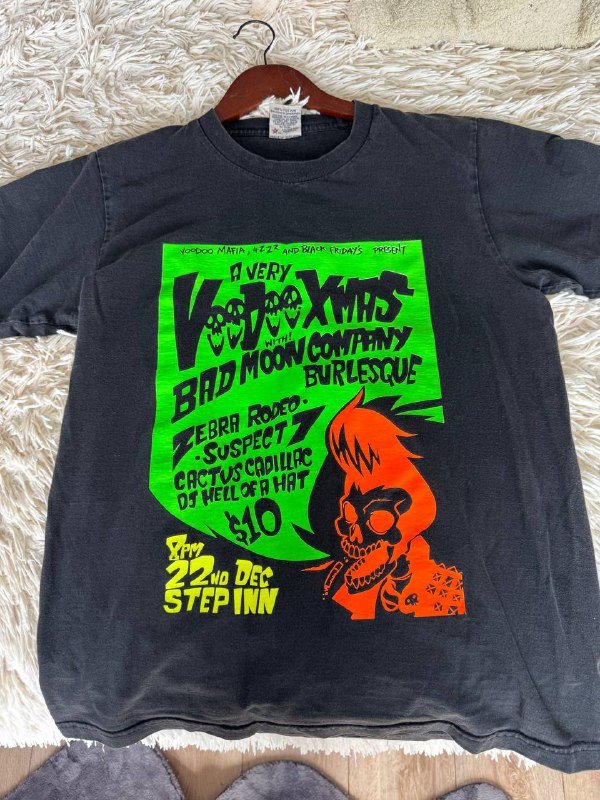 VOODOO MAFIA, 4ZZZ AND BLACK FRIDAY'S PRESENT
A VERY
VOODOO XMAS
WITH!
BAD MOON COMPANY
BURLESQUE
ZEBRA RODEO -
- SUSPECT 7
CACTUS CADILLAC
DJ HELL OF A HAT
$10
8PM
22ND DEC
STEP INN